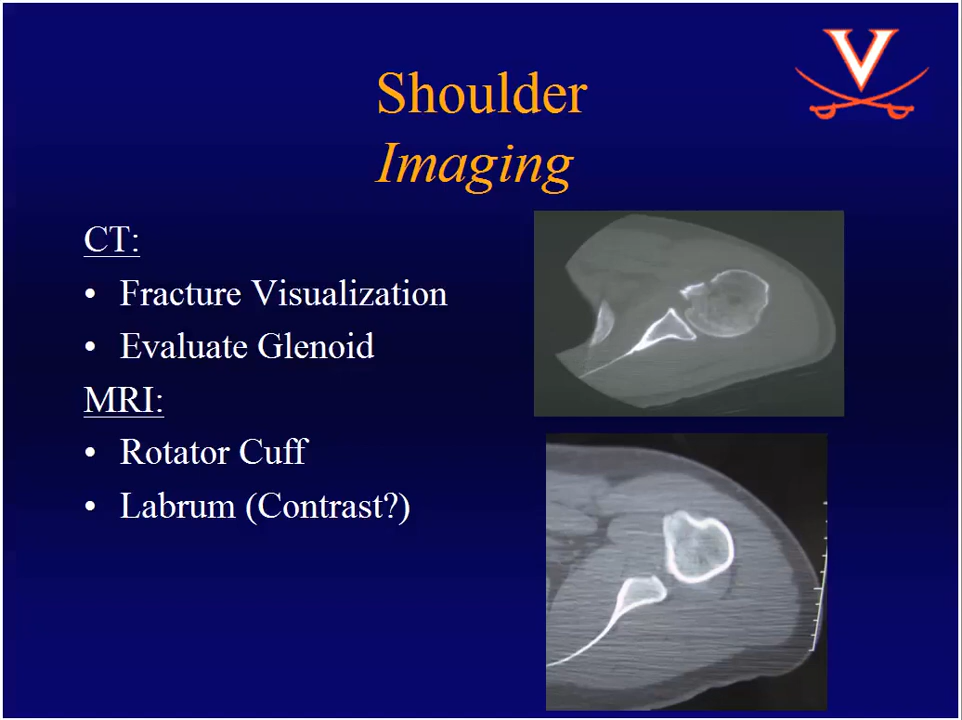 Shoulder
Imaging
CT:
• Fracture Visualization
• Evaluate Glenoid
MRI:
• Rotator Cuff
• Labrum (Contrast?)
V